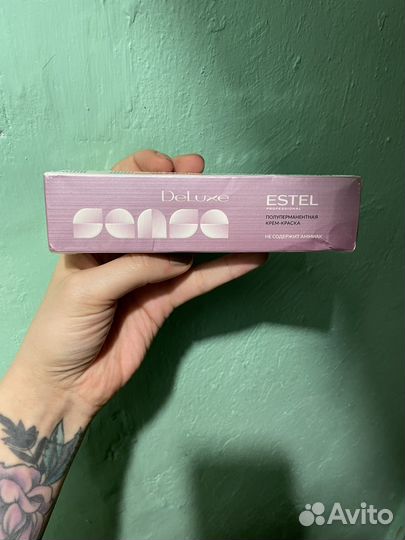 DeLuxe
sense
ESTEL
PROFESSIONAL
ПОЛУПЕРМАНЕНТНАЯ
КРЕМ-КРАСКА
НЕ СОДЕРЖИТ АММИАК
Avito